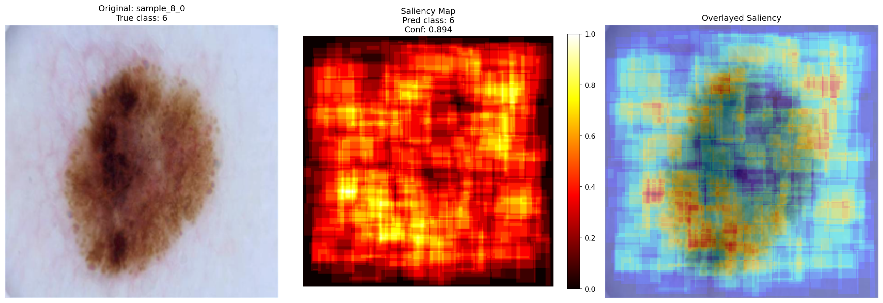 Original: sample_8_0
True class: 6
Saliency Map
Pred class: 6
Conf: 0.894
Overlayed Saliency
1.0
0.8
0.6
0.4
0.2
0.0